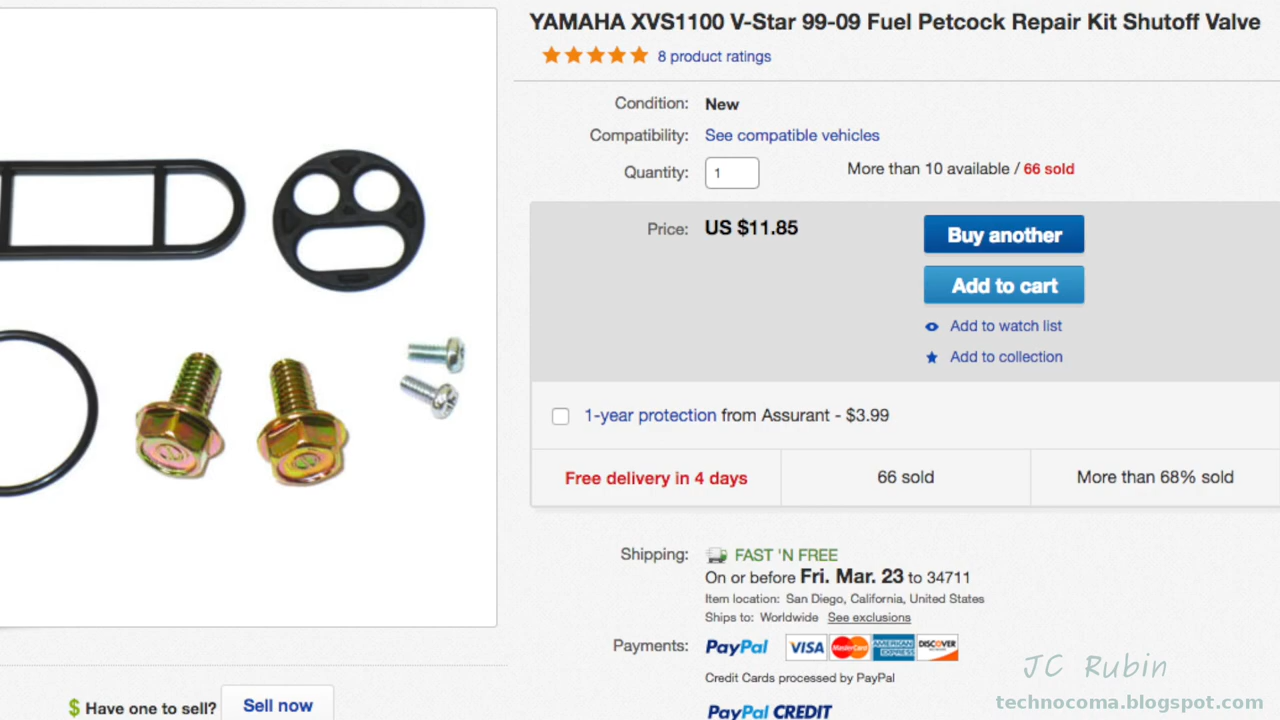 YAMAHA XVS1100 V-Star 99-09 Fuel Petcock Repair Kit Shutoff Valve
8 product ratings
Condition: New
Compatibility: See compatible vehicles
Quantity: 1 More than 10 available / 66 sold
Price: US $11.85
Buy another
Add to cart
Add to watch list
Add to collection
1-year protection from Assurant - $3.99
Free delivery in 4 days 66 sold More than 68% sold
Shipping: FAST 'N FREE
On or before Fri. Mar. 23 to 34711
Item location: San Diego, California, United States
Ships to: Worldwide See exclusions
Payments: PayPal VISA MasterCard AMERICAN EXPRESS DISCOVER
Credit Cards processed by PayPal
PayPal CREDIT
$ Have one to sell? Sell now
JC Rubin
technocoma.blogspot.com